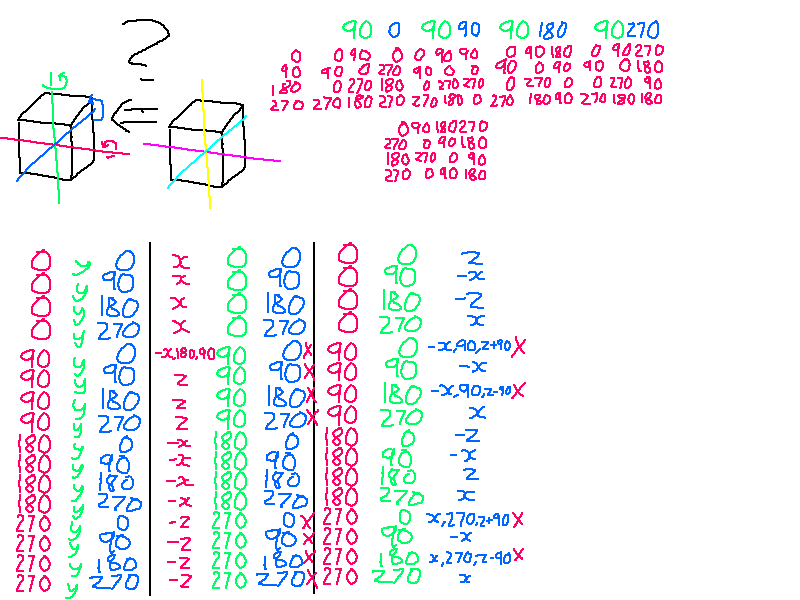 ?
90 0 90 90 90 180 90 270
0 0 90 0 0 90 90 0 90 180 0 90 270
90 90 0 270 90 0 0 90 0 90 90 0 180
180 0 270 180 0 270 270 0 270 0 0 270 90
270 270 180 270 270 180 0 270 180 90 270 180 180
0 90 180 270
270 0 90 180
180 270 0 90
270 0 90 180
0 y 0 x 0 0 0 0 z
0 y 90 x 0 90 0 90 -x
0 y 180 x 0 180 0 180 -z
0 y 270 x 0 270 0 270 x
90 y 0 -x,180,90 90 0 x 90 0 -x,90,z+90 x
90 y 90 z 90 90 x 90 90 -x
90 y 180 z 90 180 x 90 180 -x,90,z-90 x
90 y 270 z 90 270 x 90 270 x
180 y 0 -x 180 0 180 0 -z
180 y 90 -x 180 90 180 90 -x
180 y 180 -x 180 180 180 180 z
180 y 270 -x 180 270 180 270 x
270 y 0 -z 270 0 x 270 0 x,270,z+90 x
270 y 90 -z 270 90 x 270 90 -x
270 y 180 -z 270 180 x 270 180 x,270,z-90 x
270 y 270 -z 270 270 x 270 270 x